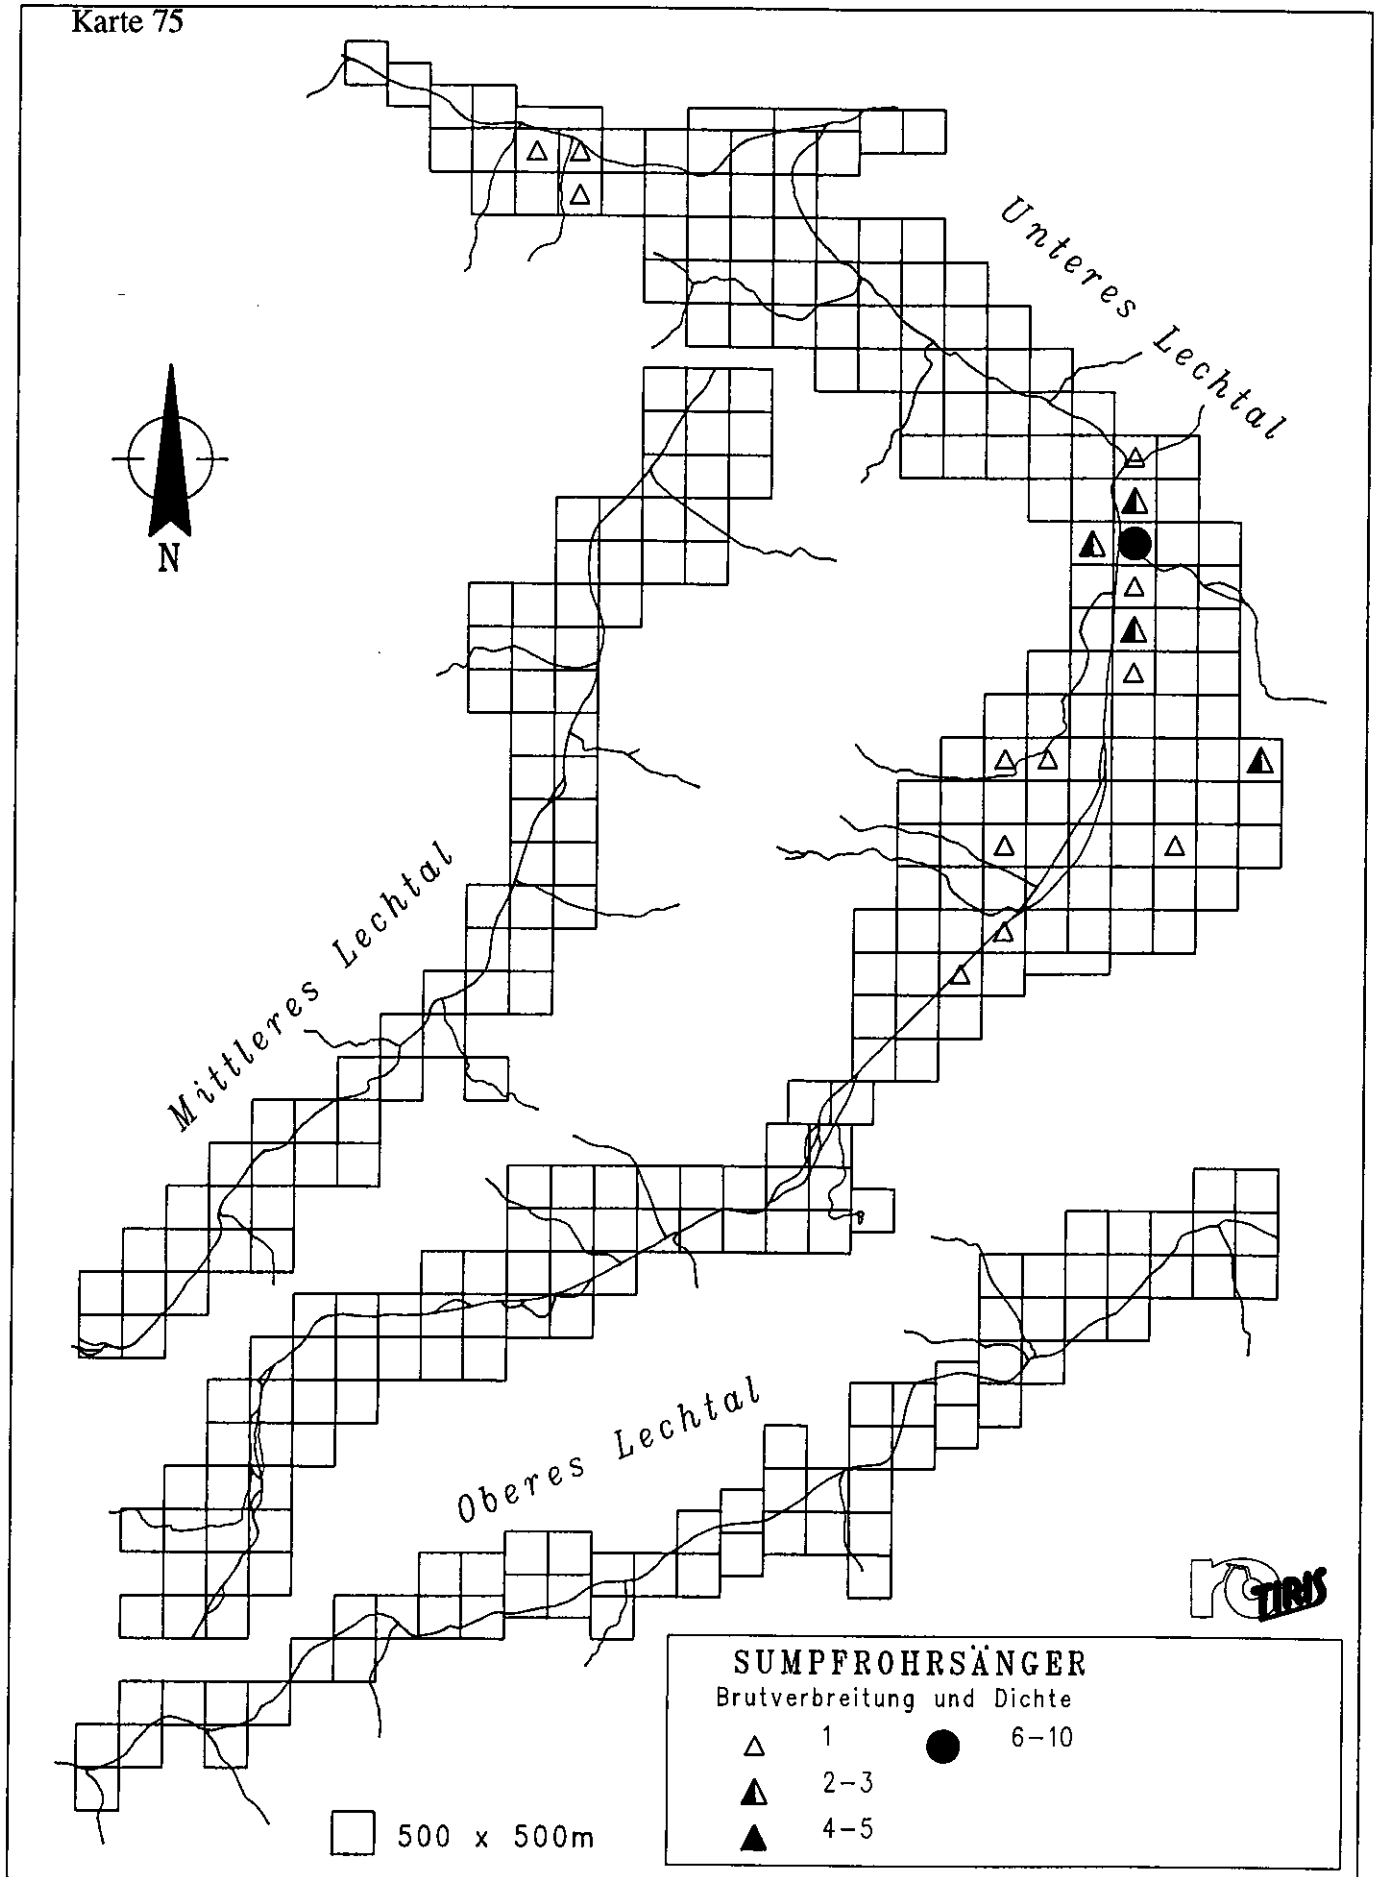 Karte 75
Unteres Lechtal
N
Mittleres Lechtal
Oberes Lechtal
TIRIS
SUMPFROHRSÄNGER
Brutverbreitung und Dichte
1
6-10
2-3
4-5
500 x 500m